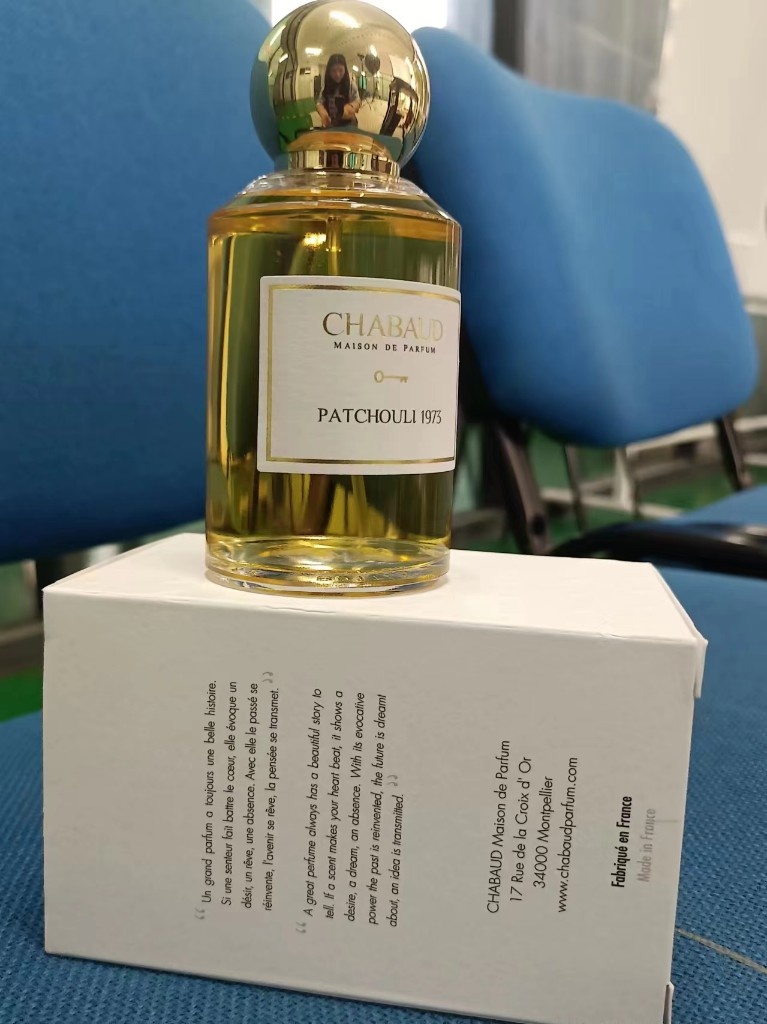 CHABAUD
MAISON DE PARFUM
PATCHOULI 1973
“ Un grand parfum a toujours une belle histoire.
Si une senteur fait battre le cœur, elle évoque un
désir, un rêve, une absence. Avec elle le passé se
réinvente, l'avenir se rêve, la pensée se transmet. ”
“ A great perfume always has a beautiful story to
tell. If a scent makes your heart beat, it shows a
desire, a dream, an absence. With its evocative
power the past is reinvented, the future is dreamt
about, an idea is transmitted. ”
CHABAUD Maison de Parfum
17 Rue de la Croix d' Or
34000 Montpellier
www.chabaudparfum.com
Fabriqué en France
Made in France